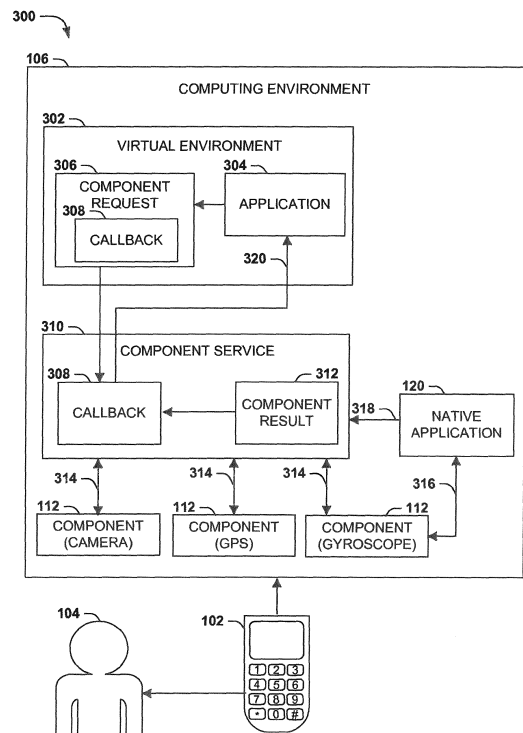 300
106
COMPUTING ENVIRONMENT
302
VIRTUAL ENVIRONMENT
306
COMPONENT
REQUEST
308
CALLBACK
304
APPLICATION
320
310
COMPONENT SERVICE
308
CALLBACK
312
COMPONENT
RESULT
318
120
NATIVE
APPLICATION
314
314
314
316
112
COMPONENT
(CAMERA)
112
COMPONENT
(GPS)
112
COMPONENT
(GYROSCOPE)
104
102
1 2 3
4 5 6
7 8 9
* 0 #